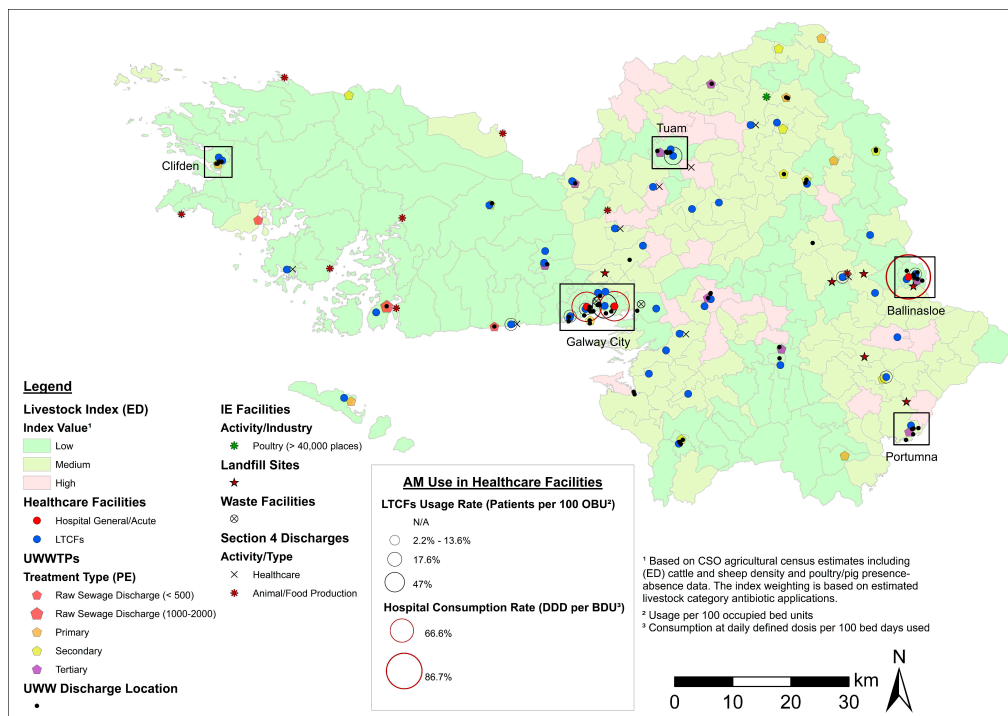 Tuam
Clifden
Ballinasloe
Galway City
Portumna
Legend
Livestock Index (ED)
Index Value¹
Low
Medium
High
Healthcare Facilities
Hospital General/Acute
LTCFs
UWWTPs
Treatment Type (PE)
Raw Sewage Discharge (< 500)
Raw Sewage Discharge (1000-2000)
Primary
Secondary
Tertiary
UWW Discharge Location
IE Facilities
Activity/Industry
Poultry (> 40,000 places)
Landfill Sites
Waste Facilities
Section 4 Discharges
Activity/Type
Healthcare
Animal/Food Production
AM Use in Healthcare Facilities
LTCFs Usage Rate (Patients per 100 OBU²)
N/A
2.2% - 13.6%
17.6%
47%
Hospital Consumption Rate (DDD per BDU³)
66.6%
86.7%
¹ Based on CSO agricultural census estimates including
(ED) cattle and sheep density and poultry/pig presence-
absence data. The index weighting is based on estimated
livestock category antibiotic applications.
² Usage per 100 occupied bed units
³ Consumption at daily defined dosis per 100 bed days used
N
km
0 10 20 30